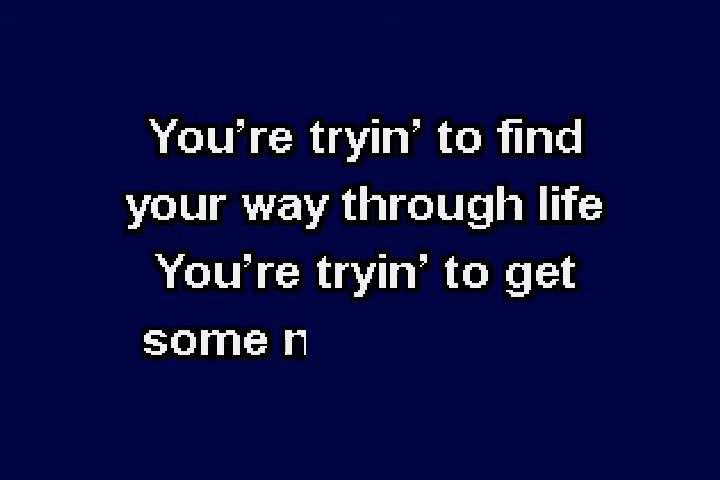 You’re tryin’ to find
your way through life
You’re tryin’ to get
some n